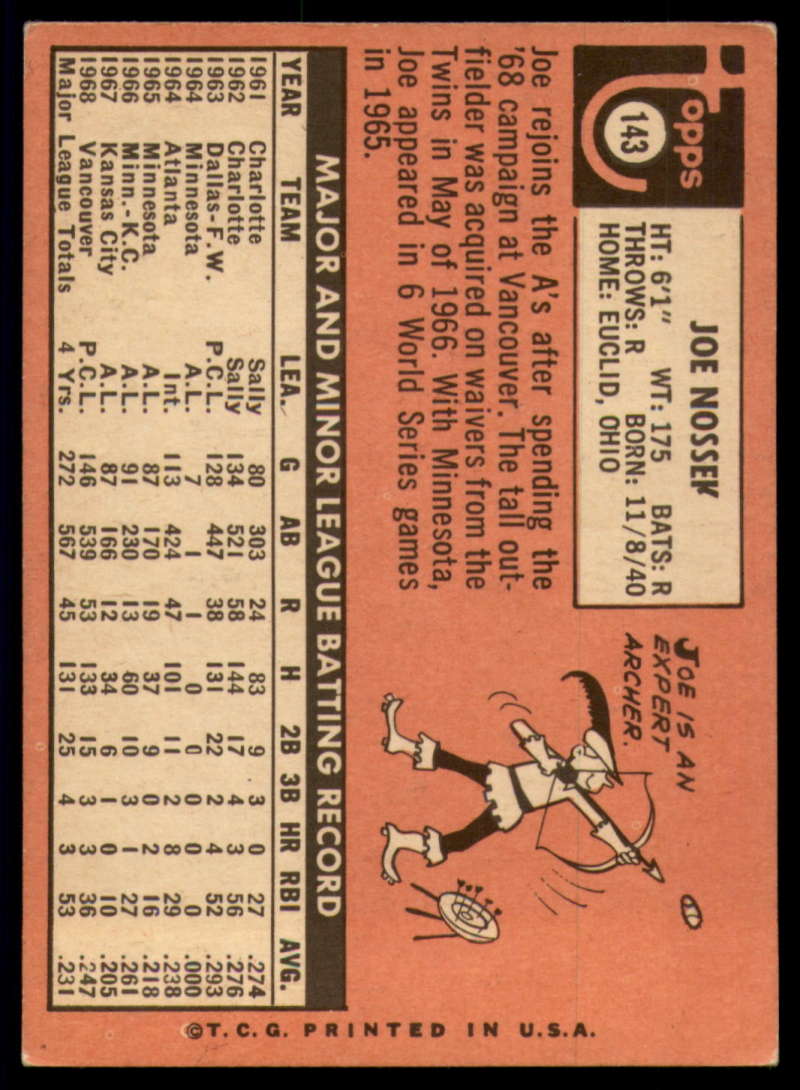 Topps
143
JOE NOSSEK
HT: 6'1" WT: 175 BATS: R
THROWS: R BORN: 11/8/40
HOME: EUCLID, OHIO
Joe rejoins the A's after spending the
'68 campaign at Vancouver. The tall out-
fielder was acquired on waivers from the
Twins in May of 1966. With Minnesota,
Joe appeared in 6 World Series games
in 1965.
JOE IS AN
EXPERT
ARCHER.
MAJOR AND MINOR LEAGUE BATTING RECORD
YEAR TEAM LEA. G AB R H 2B 3B HR RBI AVG.
1961 Charlotte Sally 80 303 24 83 9 3 0 27 .274
1962 Charlotte Sally 134 521 58 144 17 4 3 56 .276
1963 Dallas-F.W. P.C.L. 128 447 38 131 22 2 4 52 .293
1964 Minnesota A.L. 7 1 1 0 0 0 0 0 .000
1964 Atlanta Int. 113 424 47 101 11 2 8 29 .238
1965 Minnesota A.L. 87 170 19 37 9 0 2 16 .218
1966 Minn.-K.C. A.L. 91 230 13 60 10 3 1 27 .261
1967 Kansas City A.L. 87 166 12 34 6 1 0 10 .205
1968 Vancouver P.C.L. 146 539 53 133 15 3 3 36 .247
Major League Totals 4 Yrs. 272 567 45 131 25 4 3 53 .231
©T.C.G. PRINTED IN U.S.A.